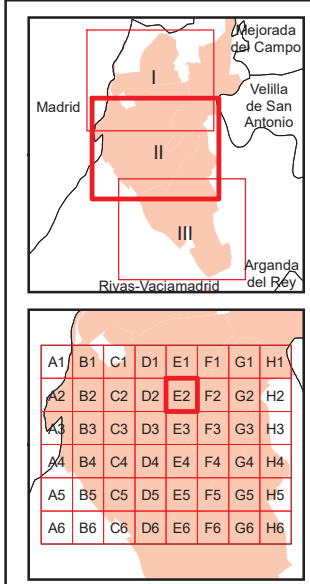 Mejorada
del Campo
I
Madrid
Velilla
de San
Antonio
II
III
Arganda
del Rey
Rivas-Vaciamadrid
A1 B1 C1 D1 E1 F1 G1 H1
A2 B2 C2 D2 E2 F2 G2 H2
A3 B3 C3 D3 E3 F3 G3 H3
A4 B4 C4 D4 E4 F4 G4 H4
A5 B5 C5 D5 E5 F5 G5 H5
A6 B6 C6 D6 E6 F6 G6 H6